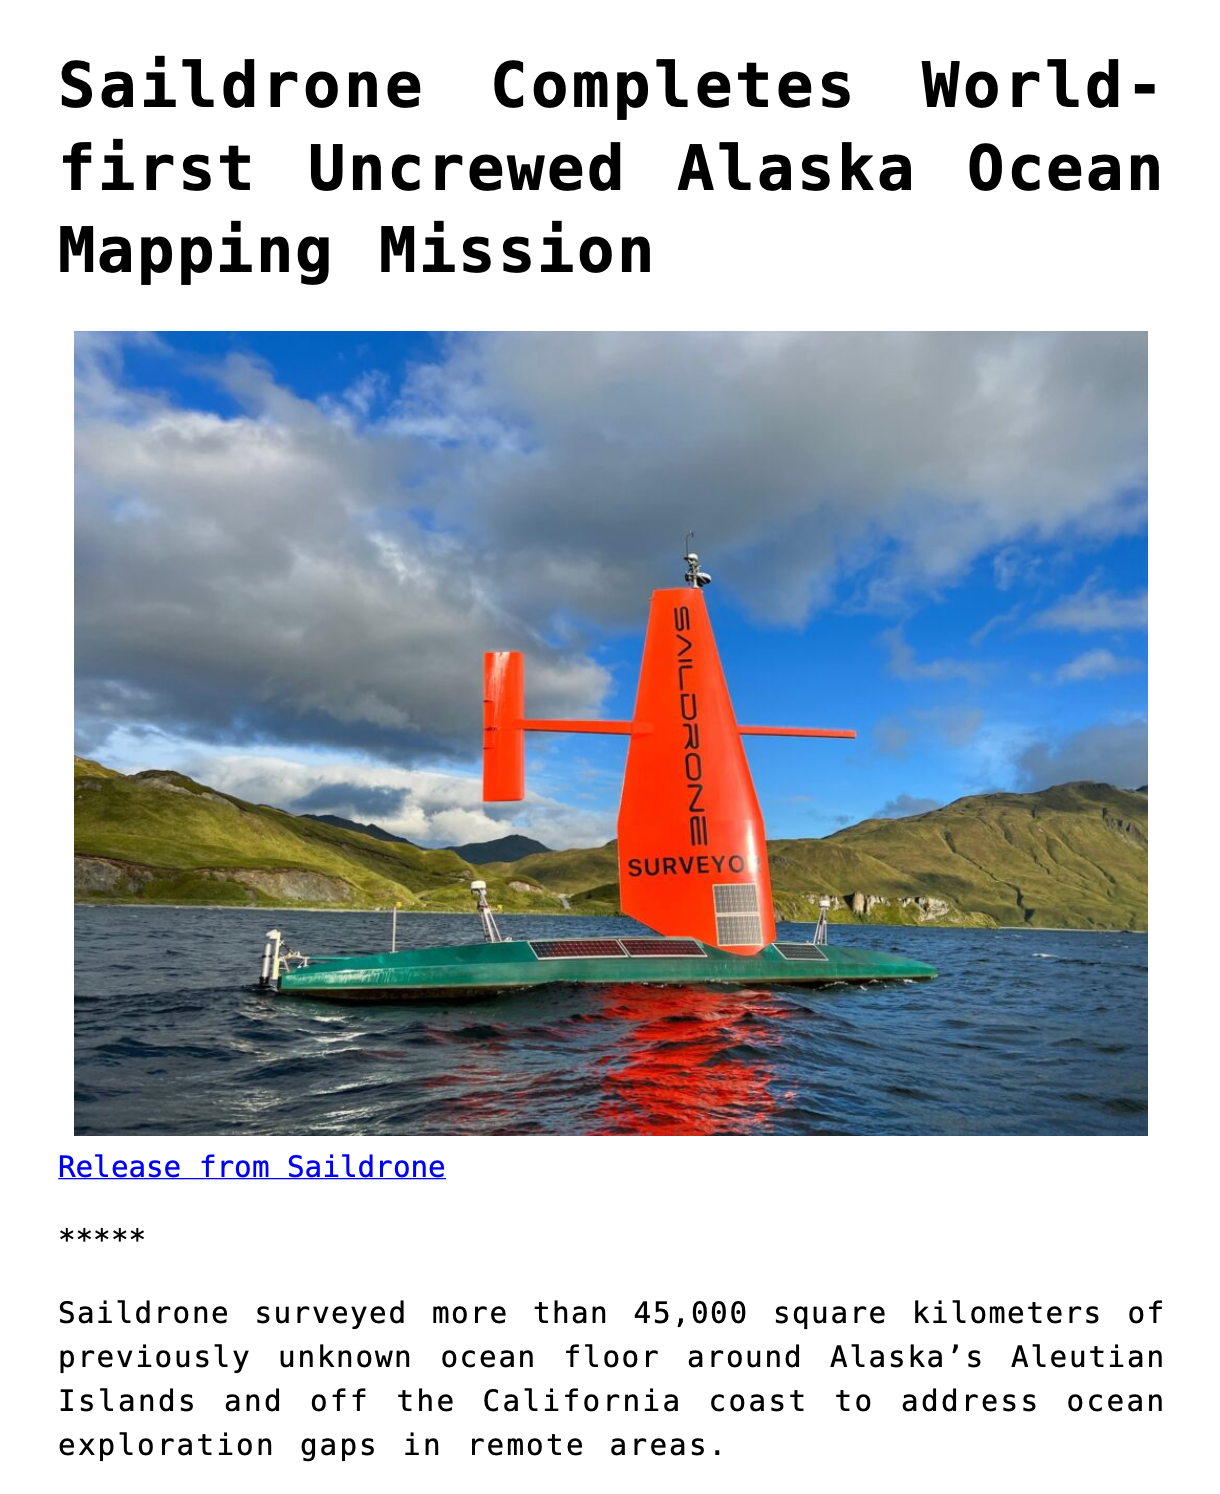 Saildrone Completes World-
first Uncrewed Alaska Ocean
Mapping Mission
SAILDRONE
SURVEYOR
Release from Saildrone
*****
Saildrone surveyed more than 45,000 square kilometers of
previously unknown ocean floor around Alaska’s Aleutian
Islands and off the California coast to address ocean
exploration gaps in remote areas.